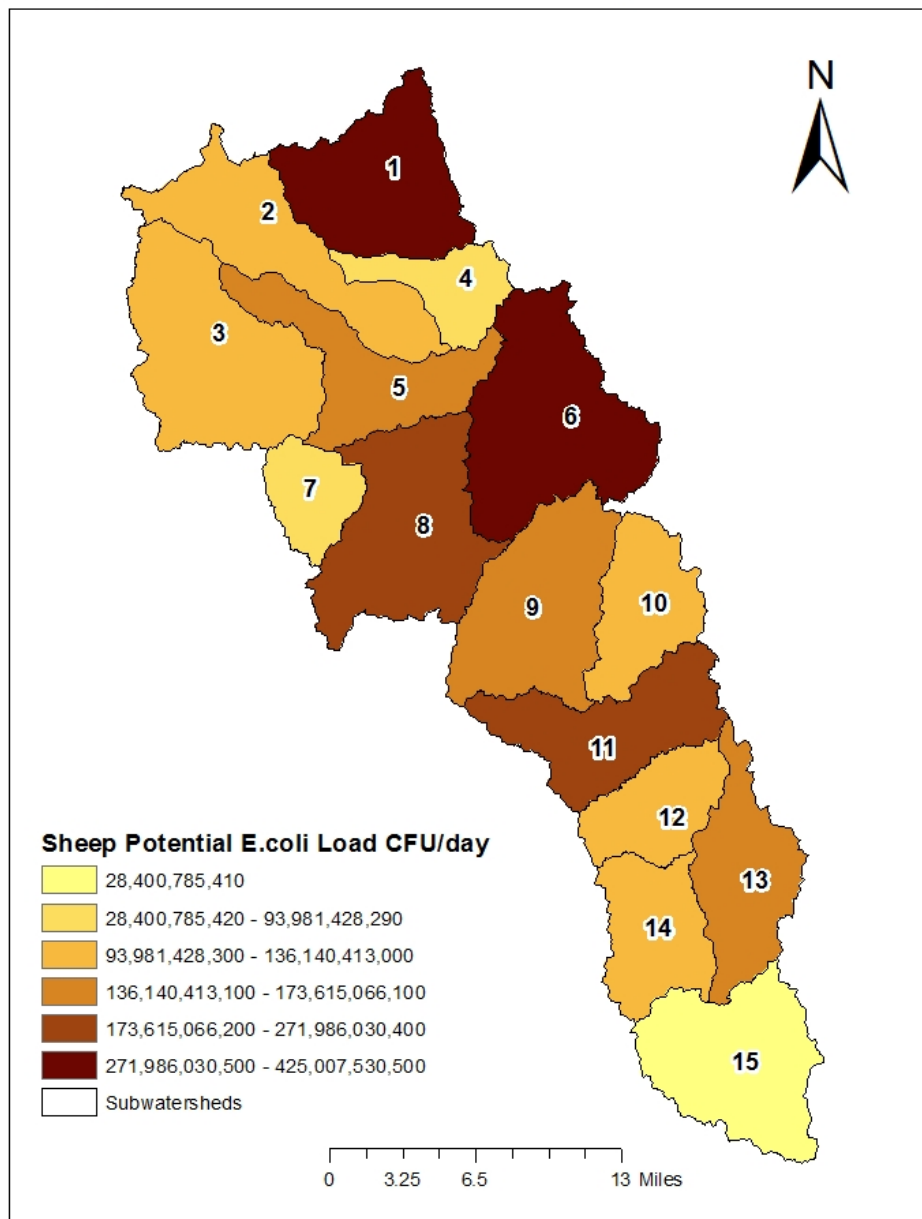 N
1
2
4
3
5
6
7
8
9
10
11
12
13
14
15
Sheep Potential E.coli Load CFU/day
28,400,785,410
28,400,785,420 - 93,981,428,290
93,981,428,300 - 136,140,413,000
136,140,413,100 - 173,615,066,100
173,615,066,200 - 271,986,030,400
271,986,030,500 - 425,007,530,500
Subwatersheds
0 3.25 6.5 13 Miles